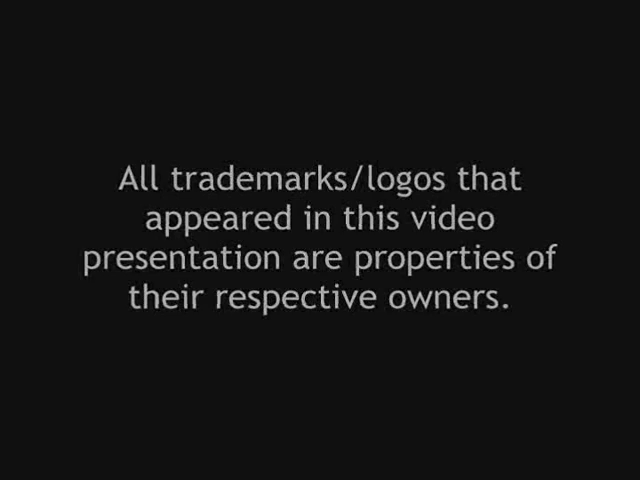 All trademarks/logos that
appeared in this video
presentation are properties of
their respective owners.